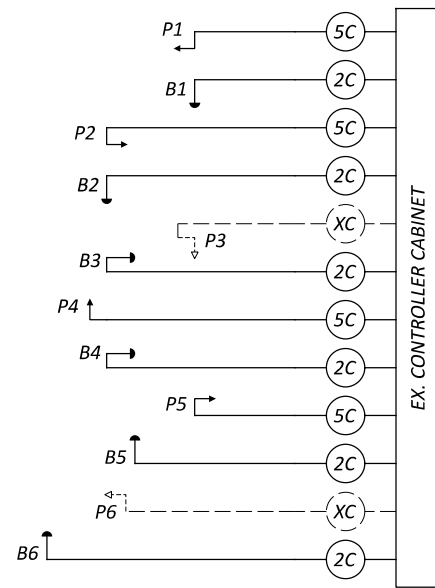 P1 5C
B1 2C
P2 5C
B2 2C
XC
P3
B3 2C
P4 5C
B4 2C
P5 5C
B5 2C
P6 XC
B6 2C
EX. CONTROLLER CABINET